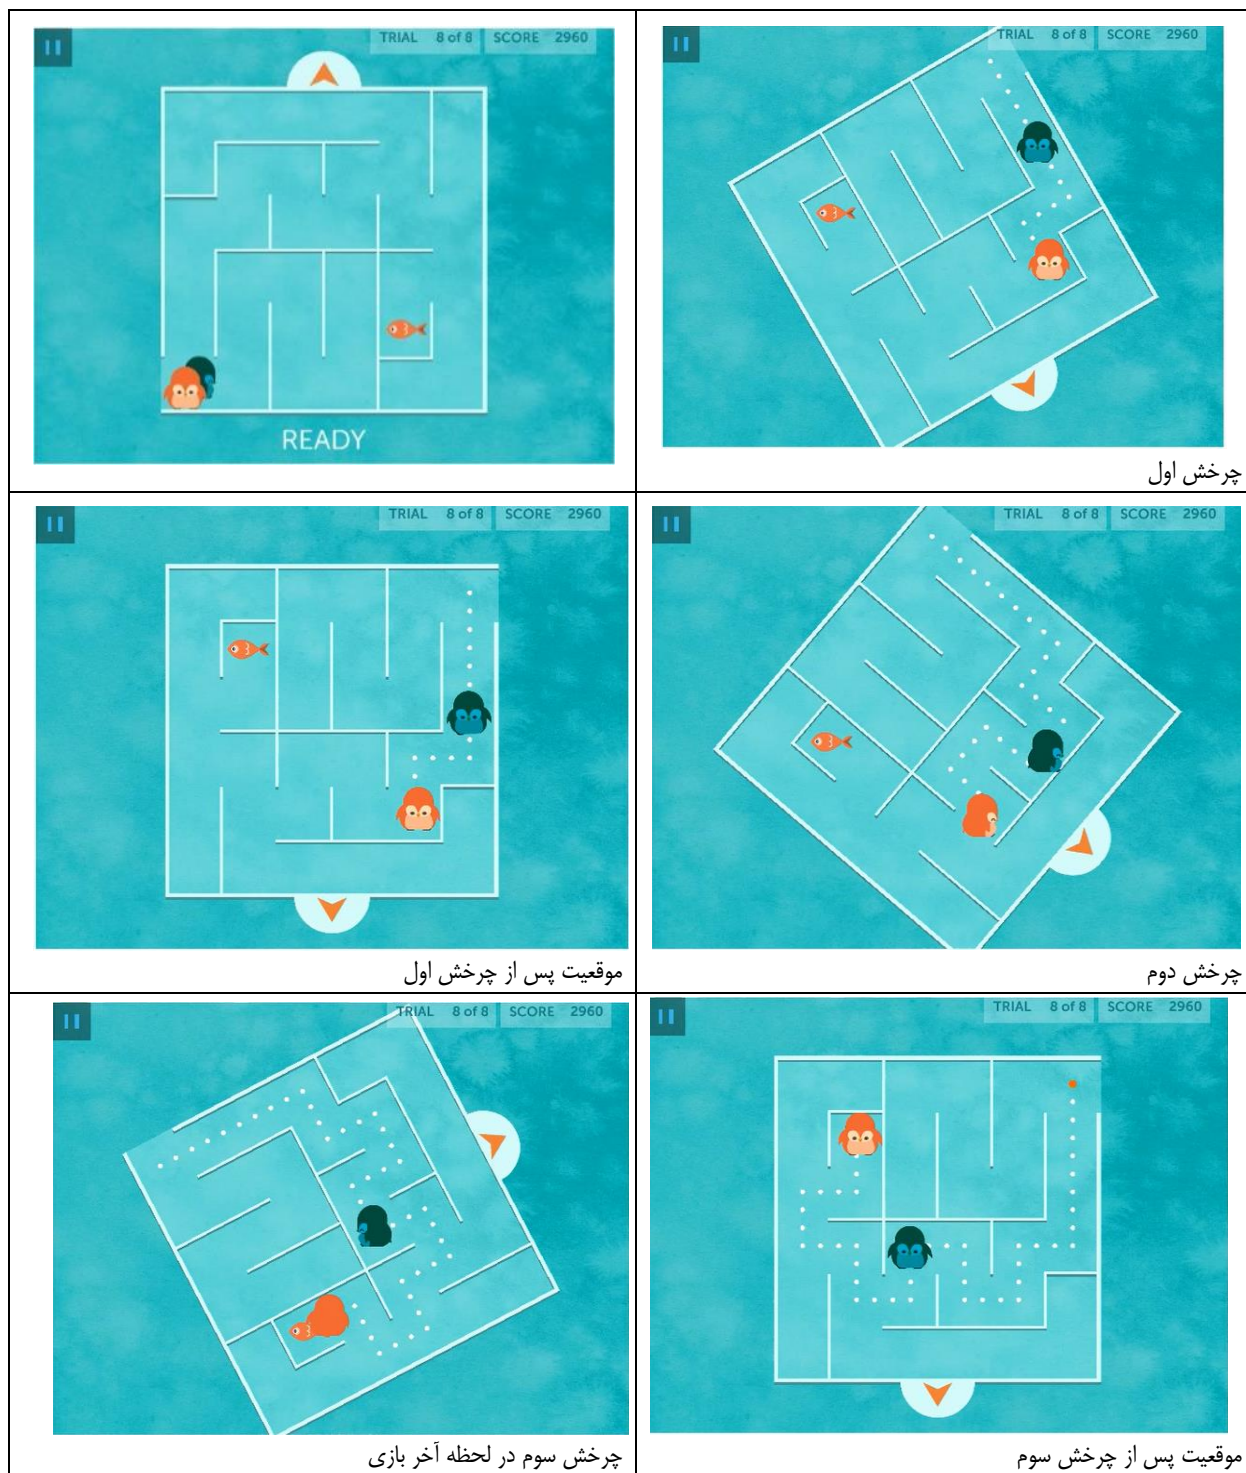 TRIAL 8 of 8 SCORE 2960
READY
TRIAL 8 of 8 SCORE 2960
چرخش اول
TRIAL 8 of 8 SCORE 2960
موقعیت پس از چرخش اول
TRIAL 8 of 8 SCORE 2960
چرخش دوم
TRIAL 8 of 8 SCORE 2960
چرخش سوم در لحظه آخر بازی
TRIAL 8 of 8 SCORE 2960
موقعیت پس از چرخش سوم